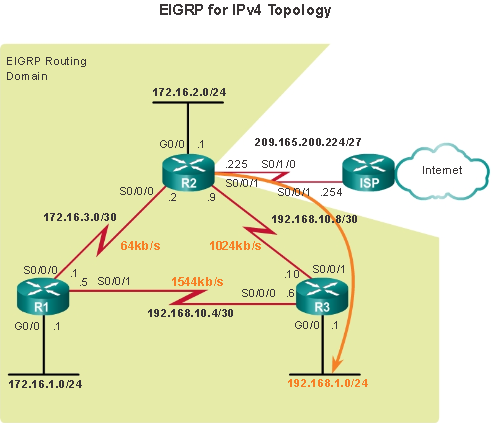 EIGRP for IPv4 Topology
EIGRP Routing
Domain
172.16.2.0/24
G0/0
.1
209.165.200.224/27
.225
S0/1/0
Internet
R2
S0/0/1
S0/0/1
.254
ISP
S0/0/0
.2
.9
172.16.3.0/30
192.168.10.8/30
64kb/s
1024kb/s
S0/0/0
.1
.5
S0/0/1
1544kb/s
.10
S0/0/1
S0/0/0
.6
R1
R3
192.168.10.4/30
G0/0
.1
G0/0
.1
172.16.1.0/24
192.168.1.0/24